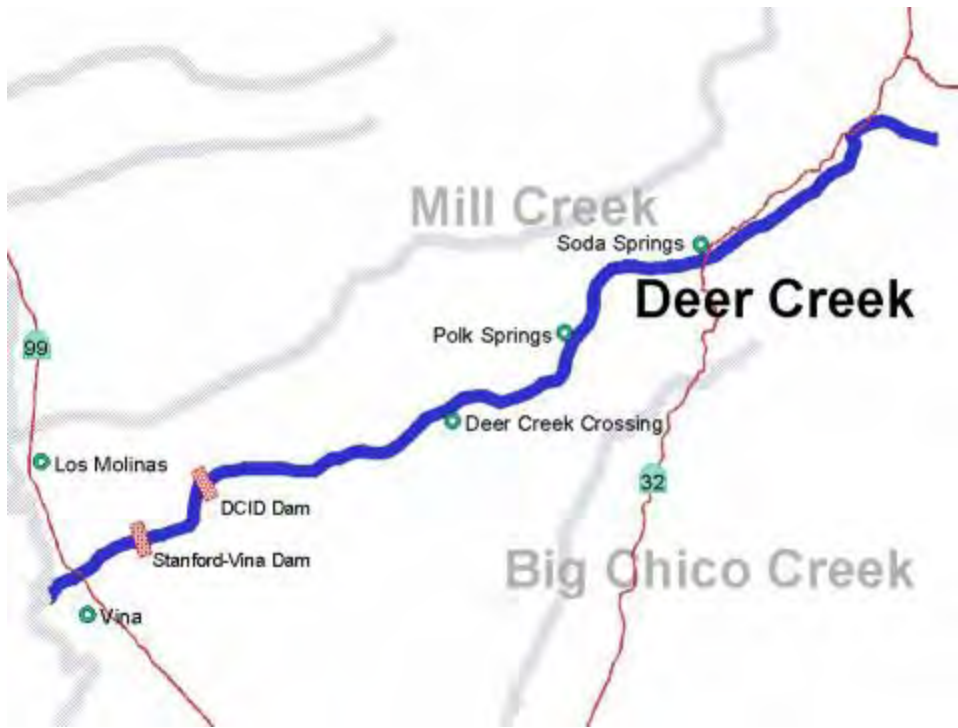 Mill Creek
Soda Springs
Deer Creek
Polk Springs
99
Deer Creek Crossing
Los Molinas
32
DCID Dam
Stanford-Vina Dam
Big Chico Creek
Vina